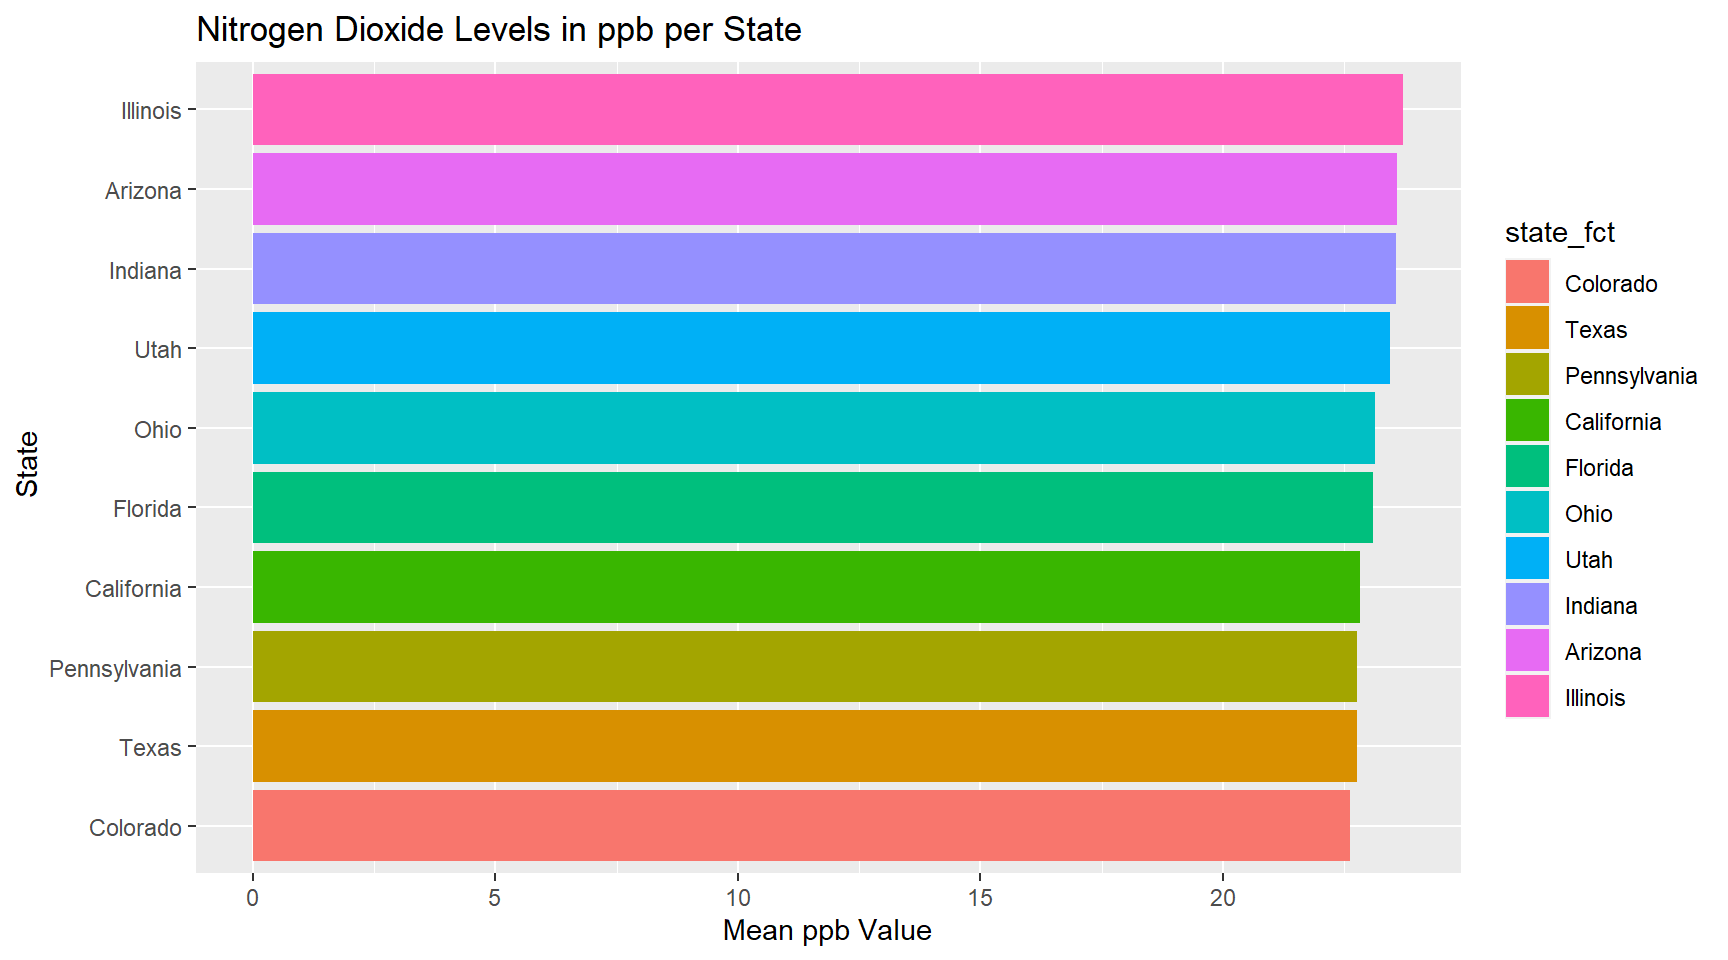 Nitrogen Dioxide Levels in ppb per State
State
Illinois
Arizona
Indiana
Utah
Ohio
Florida
California
Pennsylvania
Texas
Colorado
0 5 10 15 20
Mean ppb Value
state_fct
Colorado
Texas
Pennsylvania
California
Florida
Ohio
Utah
Indiana
Arizona
Illinois